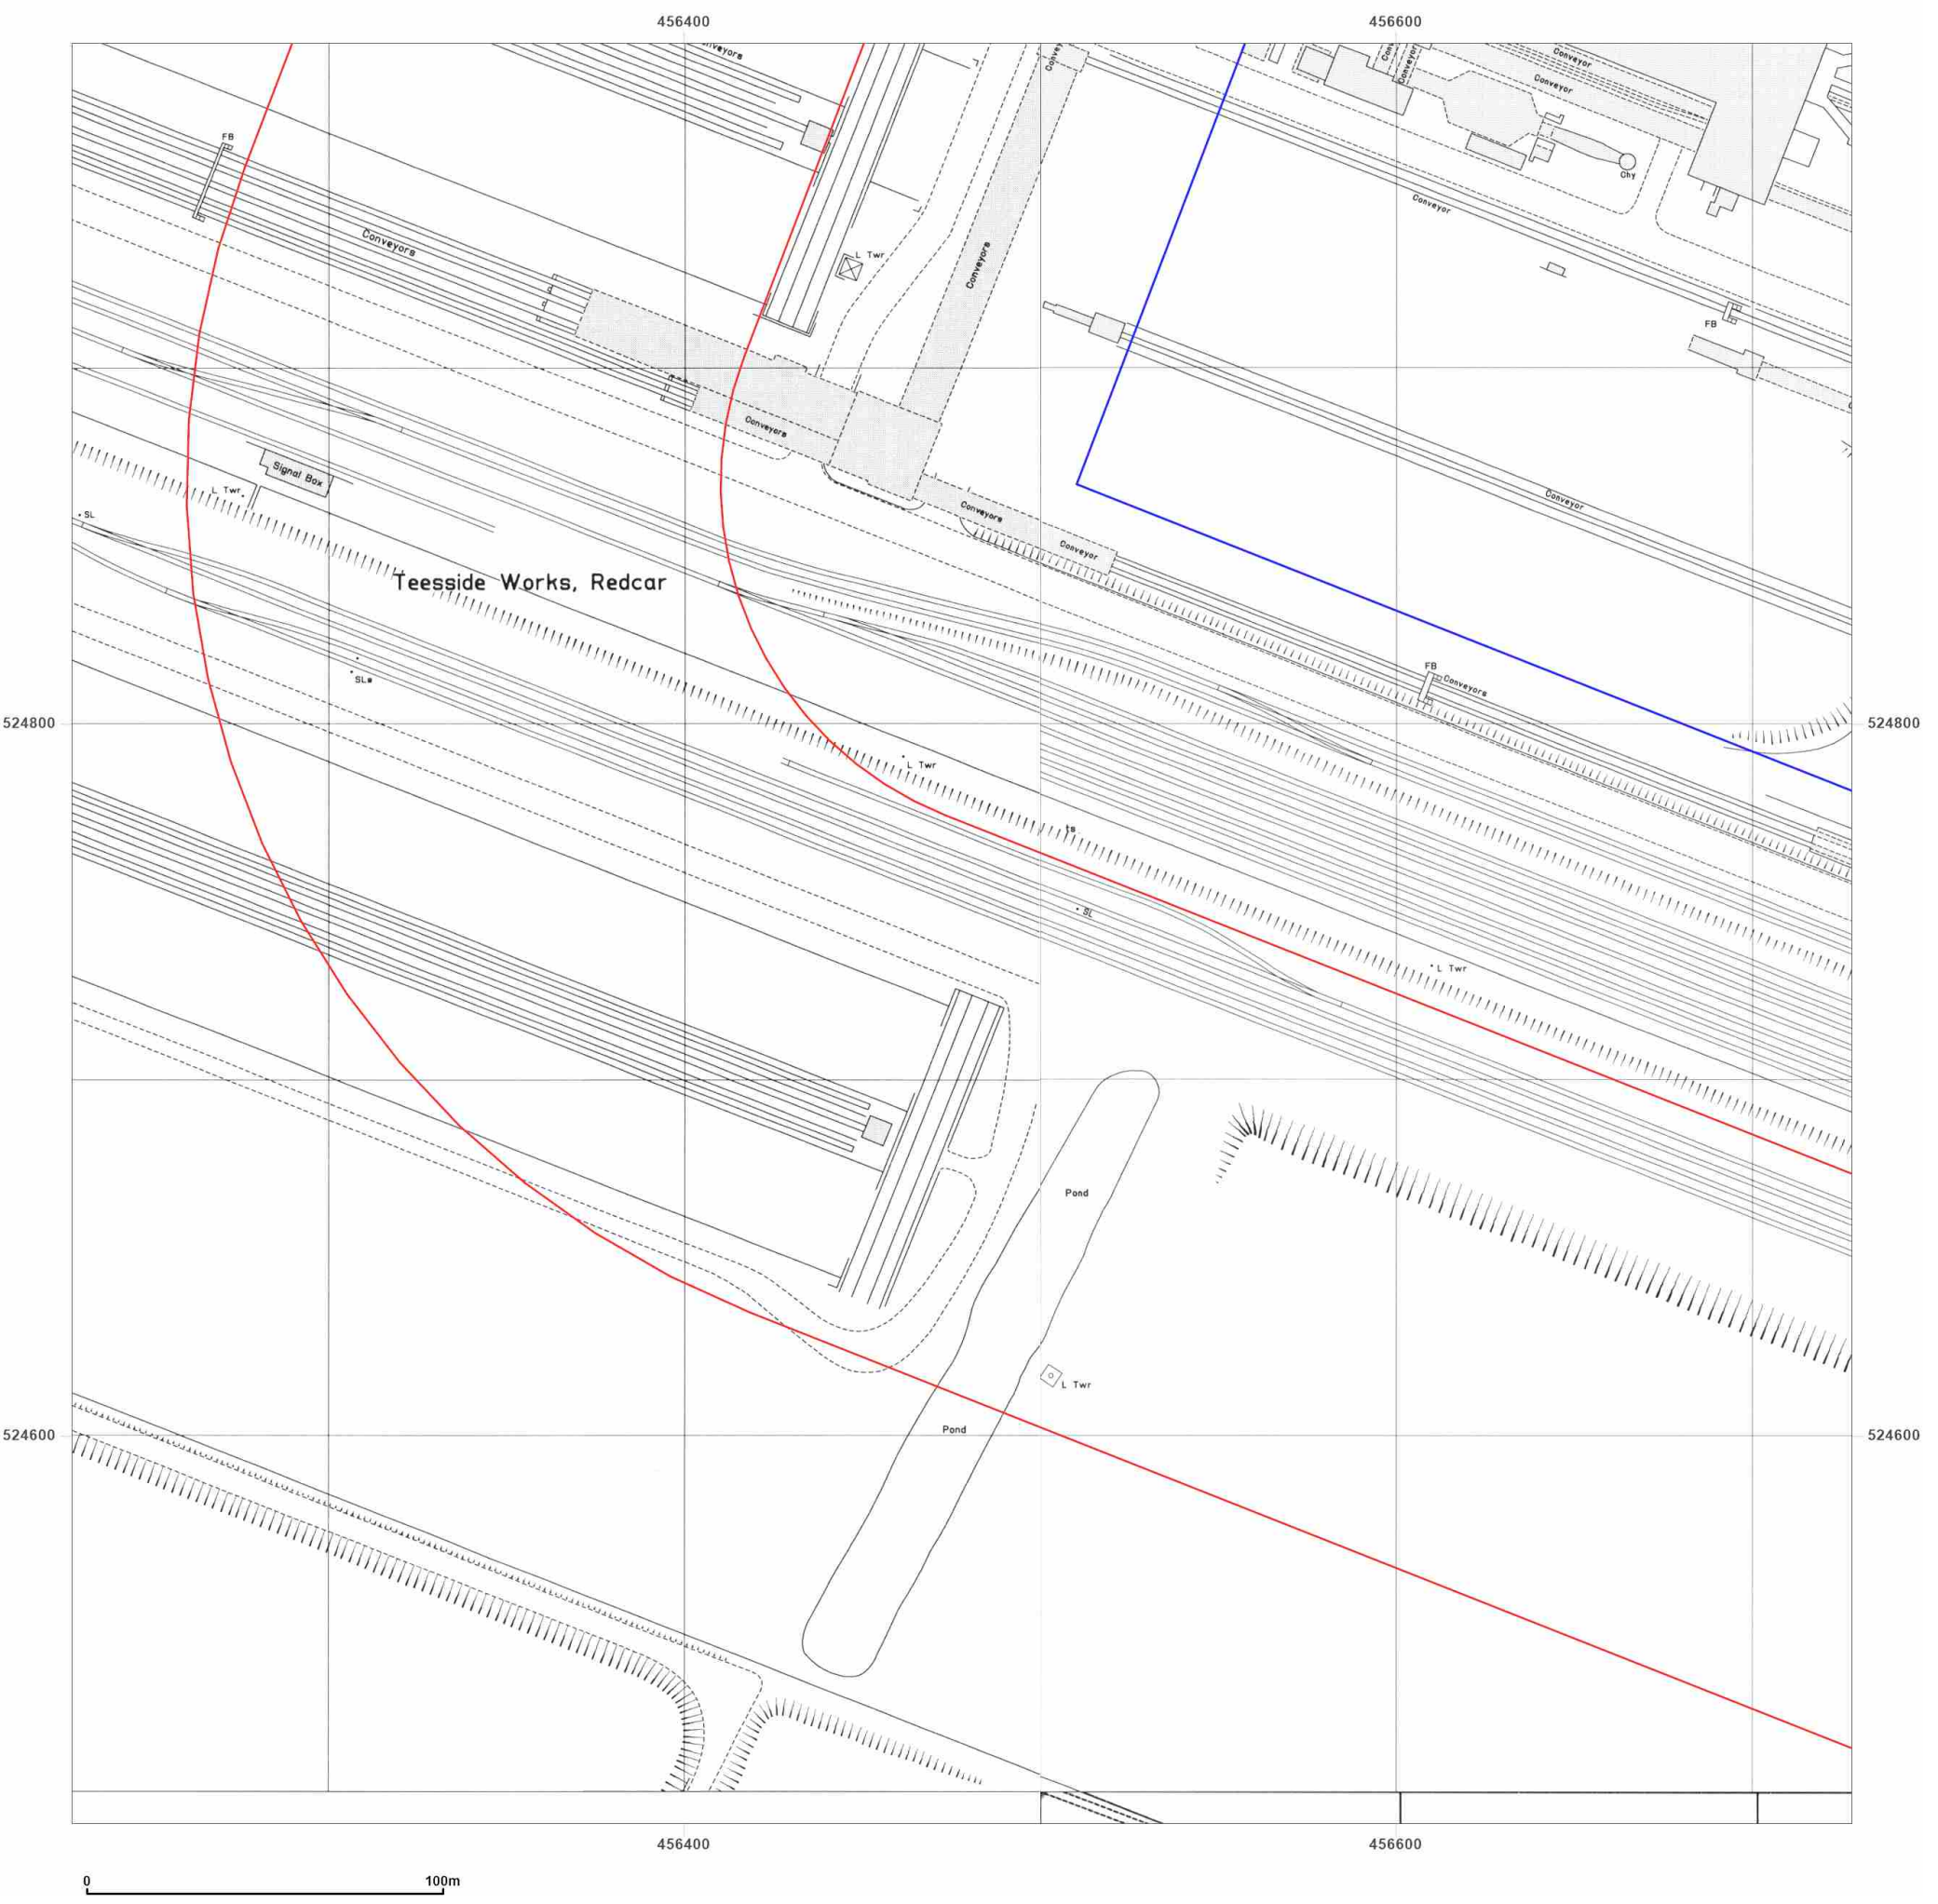 456400
456600
Conveyor
Conveyor
Conveyor
Conveyors
FB
Chy
Conveyor
Conveyors
L Twr
Conveyors
FB
Conveyors
Signal Box
L Twr
SL
Conveyor
Conveyors
Conveyor
Teesside Works, Redcar
FB
Conveyors
SLs
524800
524800
L Twr
ts
SL
L Twr
Pond
L Twr
Pond
524600
524600
456400
456600
0
100m